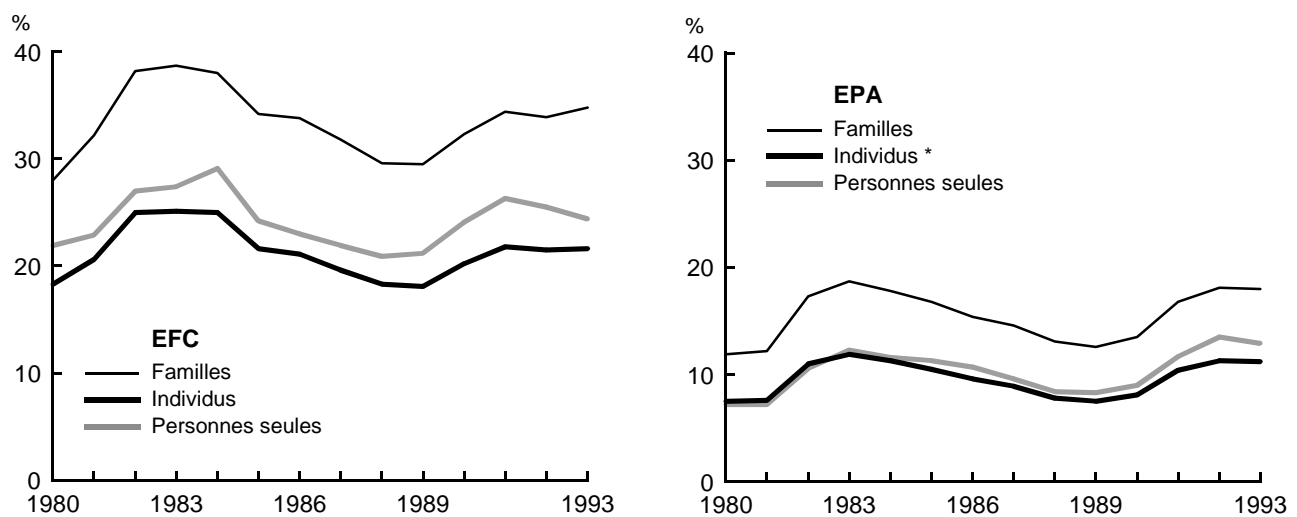 %
40
30
20
10
0
EFC
Familles
Individus
Personnes seules
1980 1983 1986 1989 1993
%
40
30
20
10
0
EPA
Familles
Individus *
Personnes seules
1980 1983 1986 1989 1993